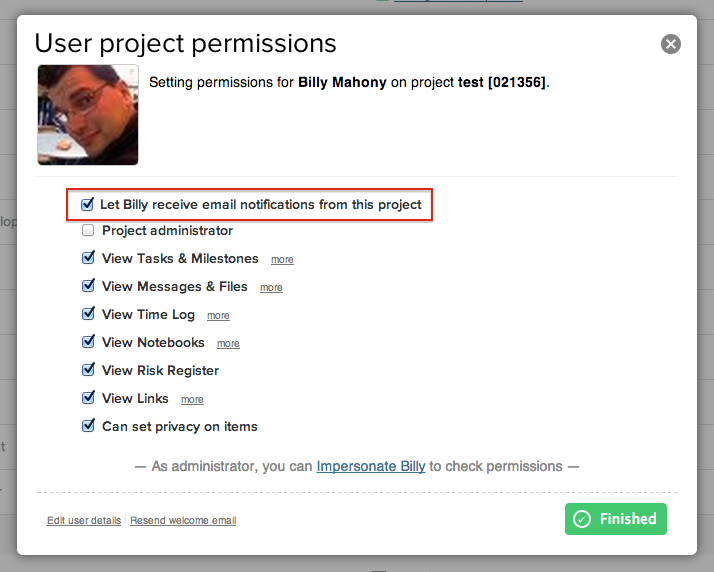 User project permissions
Setting permissions for Billy Mahony on project test [021356].
Let Billy receive email notifications from this project
Project administrator
View Tasks & Milestones more
View Messages & Files more
View Time Log more
View Notebooks more
View Risk Register
View Links more
Can set privacy on items
— As administrator, you can Impersonate Billy to check permissions —
Edit user details | Resend welcome email
Finished